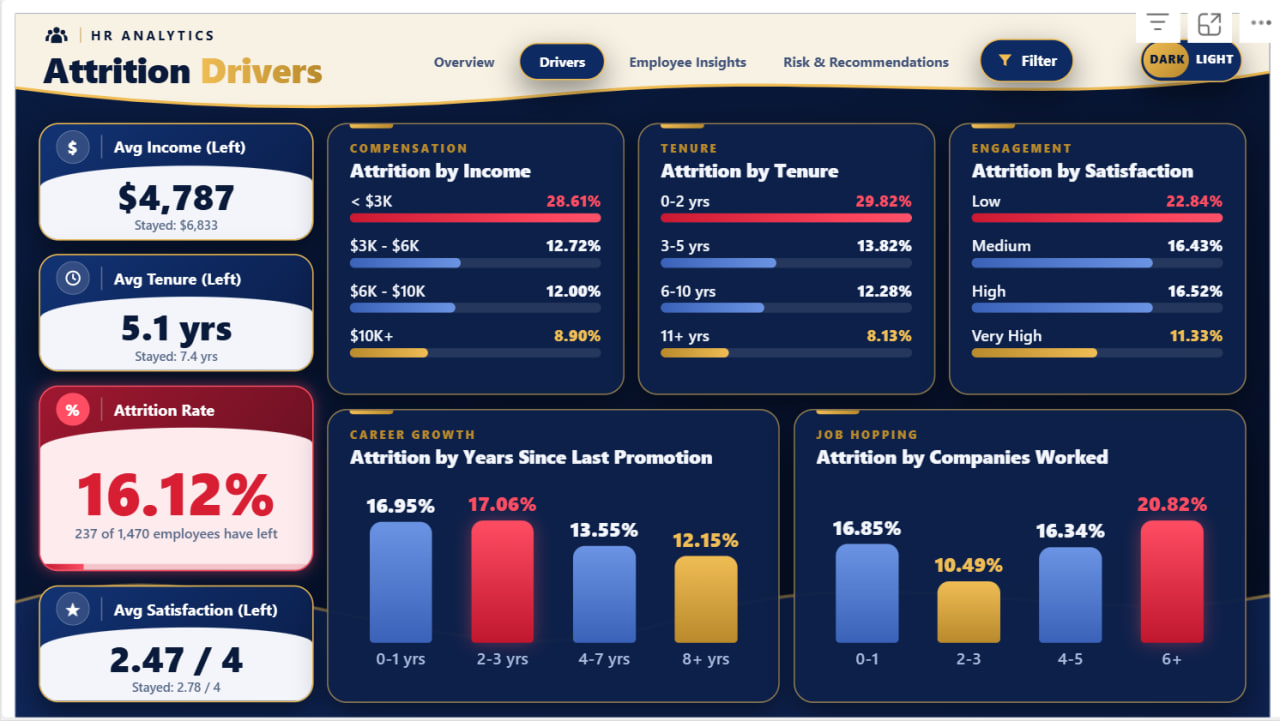 HR ANALYTICS
Attrition Drivers
Overview
Drivers
Employee Insights
Risk & Recommendations
Filter
DARK LIGHT
$
Avg Income (Left)
$4,787
Stayed: $6,833
Avg Tenure (Left)
5.1 yrs
Stayed: 7.4 yrs
%
Attrition Rate
16.12%
237 of 1,470 employees have left
Avg Satisfaction (Left)
2.47 / 4
Stayed: 2.78 / 4
COMPENSATION
Attrition by Income
< $3K 28.61%
$3K - $6K 12.72%
$6K - $10K 12.00%
$10K+ 8.90%
TENURE
Attrition by Tenure
0-2 yrs 29.82%
3-5 yrs 13.82%
6-10 yrs 12.28%
11+ yrs 8.13%
ENGAGEMENT
Attrition by Satisfaction
Low 22.84%
Medium 16.43%
High 16.52%
Very High 11.33%
CAREER GROWTH
Attrition by Years Since Last Promotion
16.95% 17.06% 13.55% 12.15%
0-1 yrs 2-3 yrs 4-7 yrs 8+ yrs
JOB HOPPING
Attrition by Companies Worked
16.85% 10.49% 16.34% 20.82%
0-1 2-3 4-5 6+